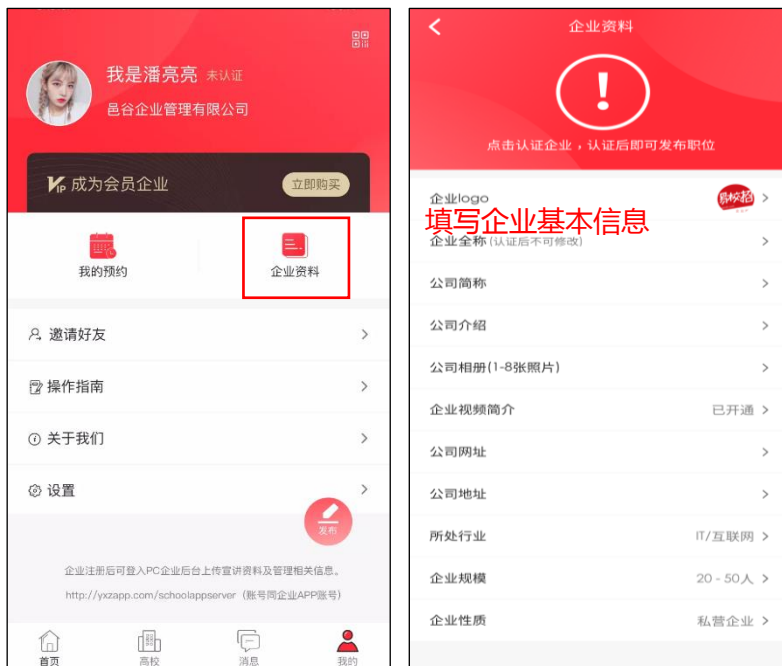 我是潘亮亮 未认证
邑谷企业管理有限公司
VIP 成为会员企业 立即购买
我的预约 企业资料
邀请好友
操作指南
关于我们
设置
发布
企业注册后可登入PC企业后台上传宣讲资料及管理相关信息。
http://yxzapp.com/schoolappserver（账号同企业APP账号）
首页 高校 消息 我的
企业资料
!
点击认证企业，认证后即可发布职位
企业logo 易校招
填写企业基本信息
企业全称(认证后不可修改)
公司简称
公司介绍
公司相册(1-8张照片)
企业视频简介 已开通
公司网址
公司地址
所处行业 IT/互联网
企业规模 20 - 50人
企业性质 私营企业